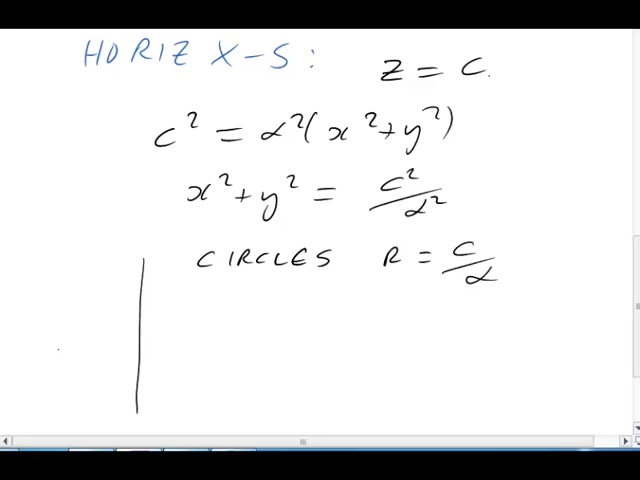 HORIZ X-S:
z = c.
c² = α²(x²+y²)
x²+y² = c²/α²
CIRCLES R = c/α